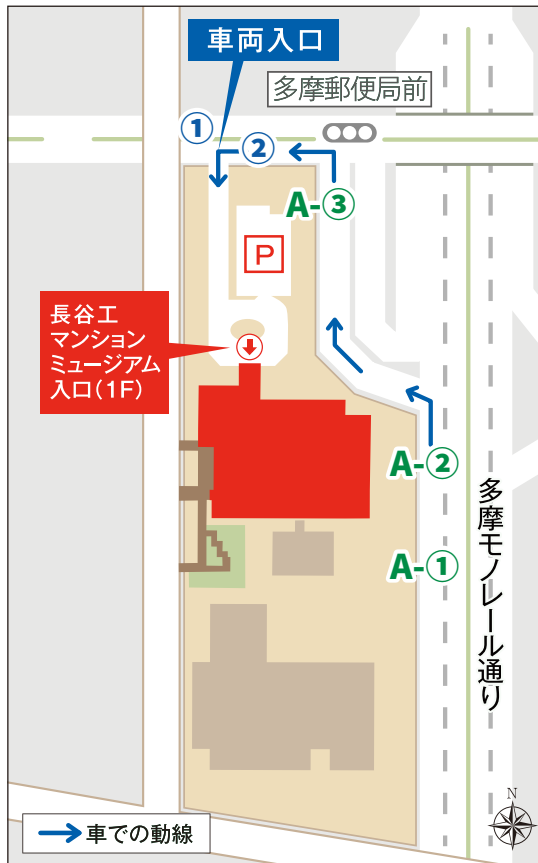 車両入口
多摩郵便局前
①
②
A-③
P
長谷工
マンション
ミュージアム
入口(1F)
A-②
A-①
多摩モノレール通り
N
車での動線